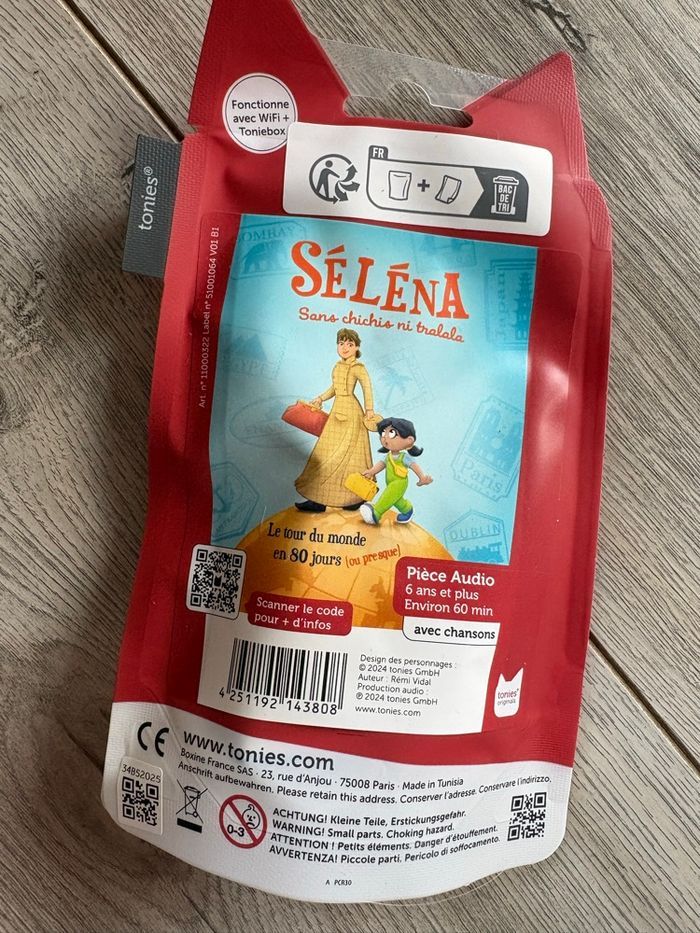 Fonctionne
avec WiFi +
Toniebox
tonies®
FR
+
BAC
DE
TRI
Art. n° 11000322 Label n° 51001064 V01 B1
BOMBAY
Japan
SÉLÉNA
Sans chichis ni tralala
Paris
DUBLIN
Le tour du monde
en 80 jours (ou presque)
Pièce Audio
6 ans et plus
Environ 60 min
avec chansons
Scanner le code
pour + d'infos
4 251192 143808
Design des personnages :
© 2024 tonies GmbH
Auteur : Rémi Vidal
Production audio :
℗ 2024 tonies GmbH
www.tonies.com
tonies®
originals
CE
www.tonies.com
Boxine France SAS · 23, rue d'Anjou · 75008 Paris · Made in Tunisia
Anschrift aufbewahren. Please retain this address. Conserver l'adresse. Conservare l'indirizzo.
34BS2025
0-3
ACHTUNG! Kleine Teile, Erstickungsgefahr.
WARNING! Small parts. Choking hazard.
ATTENTION ! Petits éléments. Danger d'étouffement.
AVVERTENZA! Piccole parti. Pericolo di soffocamento.
A PCR30